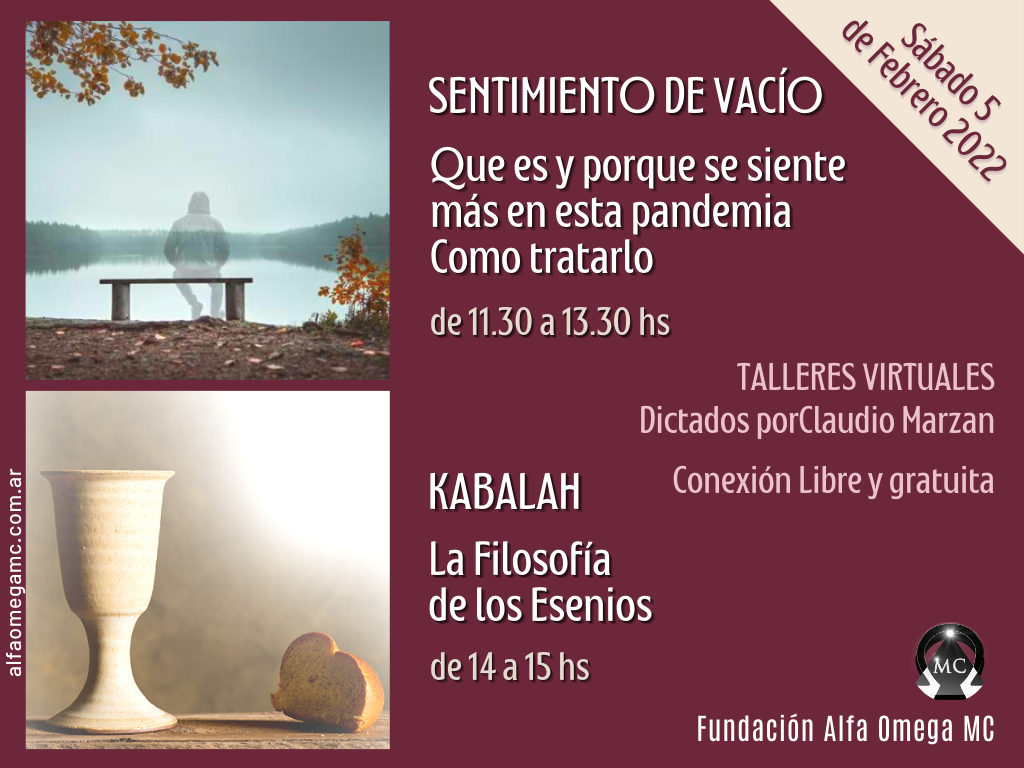 Sábado 5
de Febrero 2022
SENTIMIENTO DE VACÍO
Que es y porque se siente
más en esta pandemia
Como tratarlo
de 11.30 a 13.30 hs
TALLERES VIRTUALES
Dictados porClaudio Marzan
Conexión Libre y gratuita
KABALAH
La Filosofía
de los Esenios
de 14 a 15 hs
alfaomegamc.com.ar
MC
Fundación Alfa Omega MC